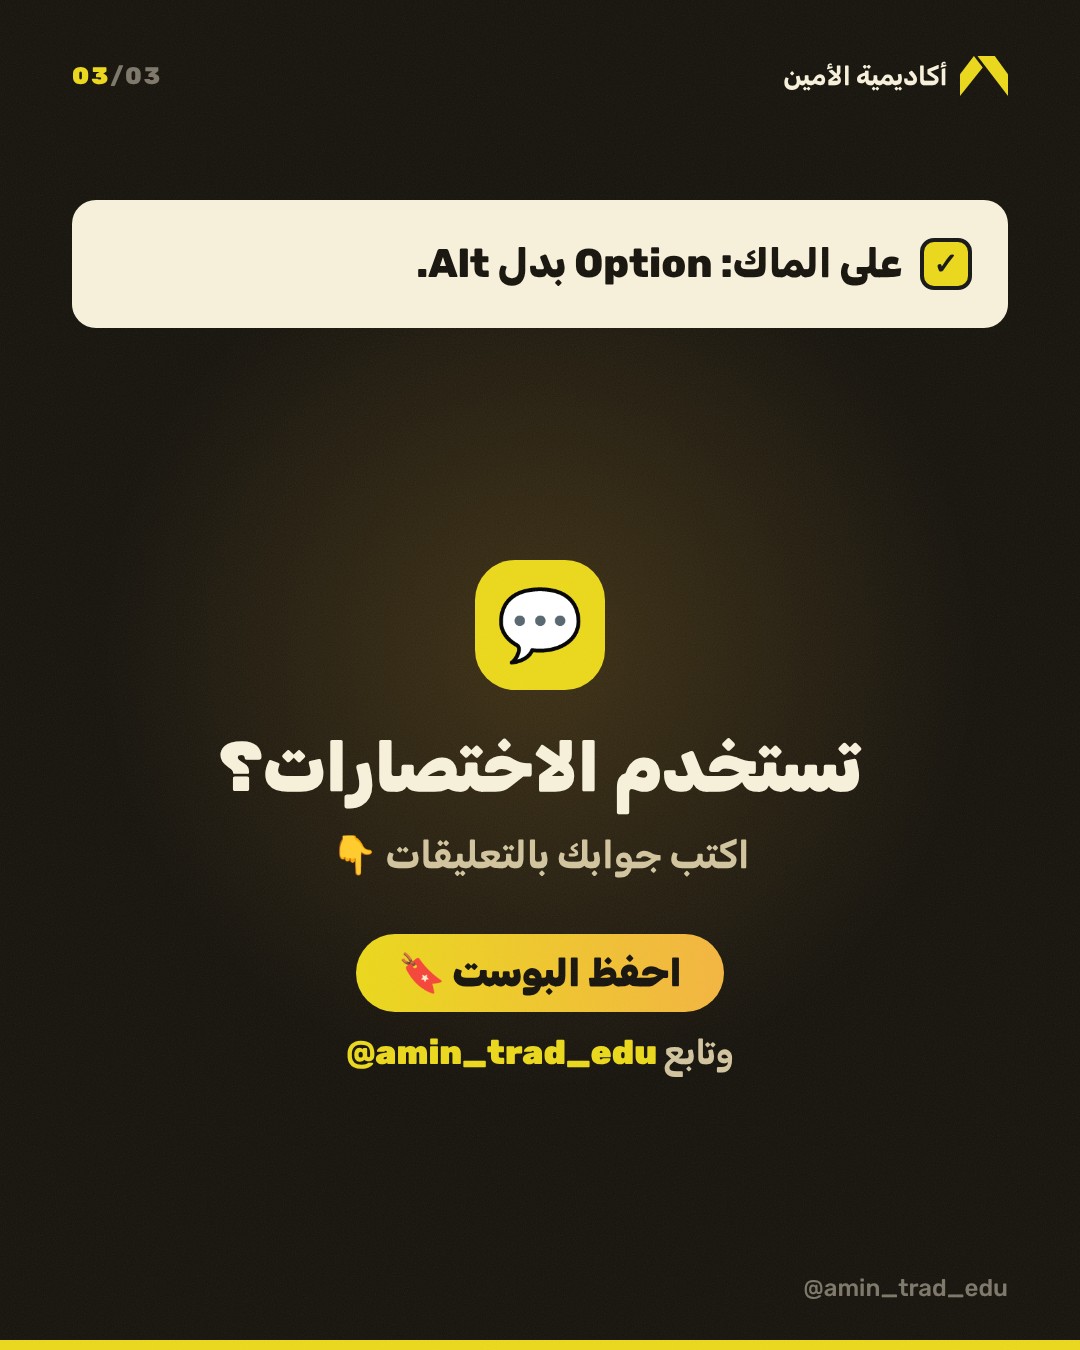 أكاديمية الأمين
03/03
على الماك: Option بدل Alt.
تستخدم الاختصارات؟
اكتب جوابك بالتعليقات 👇
احفظ البوست 🔖
وتابع @amin_trad_edu
@amin_trad_edu